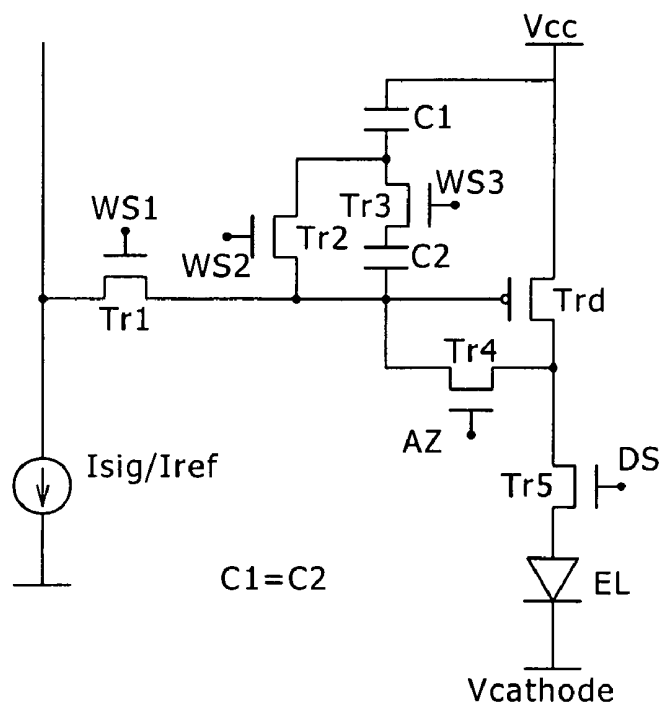 Vcc
C1
WS3
Tr3
WS1
Tr2
WS2
C2
Tr1
Trd
Tr4
AZ
DS
Isig/Iref
Tr5
C1=C2
EL
Vcathode